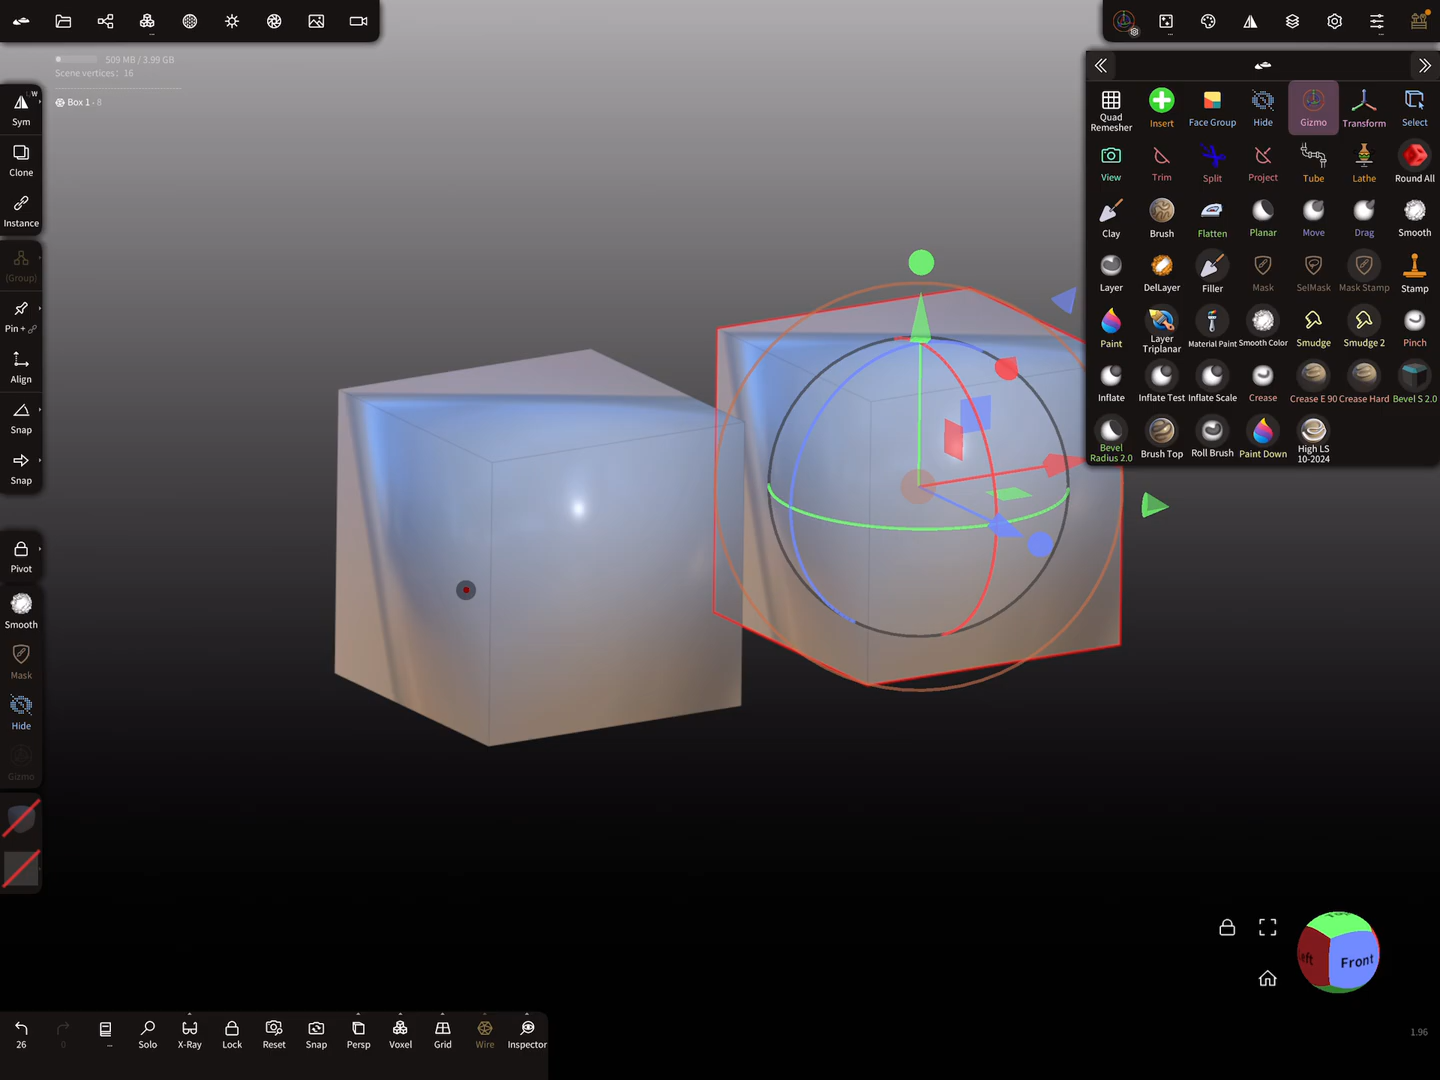 509 MB / 3.99 GB
Scene vertices: 16
Box 1 · 8
W
Sym
Clone
Instance
(Group)
Pin +
Align
Snap
Snap
Pivot
Smooth
Mask
Hide
Gizmo
Quad Remesher
Insert
Face Group
Hide
Gizmo
Transform
Select
View
Trim
Split
Project
Tube
Lathe
Round All
Clay
Brush
Flatten
Planar
Move
Drag
Smooth
Layer
DelLayer
Filler
Mask
SelMask
Mask Stamp
Stamp
Paint
Layer Triplanar
Material Paint
Smooth Color
Smudge
Smudge 2
Pinch
Inflate
Inflate Test
Inflate Scale
Crease
Crease E 90
Crease Hard
Bevel S 2.0
Bevel Radius 2.0
Brush Top
Roll Brush
Paint Down
High LS 10-2024
Top
eft
Front
1.96
26
0
...
Solo
X-Ray
Lock
Reset
Snap
Persp
Voxel
Grid
Wire
Inspector